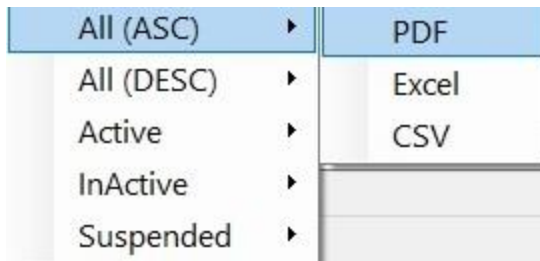 All (ASC)
All (DESC)
Active
InActive
Suspended
PDF
Excel
CSV